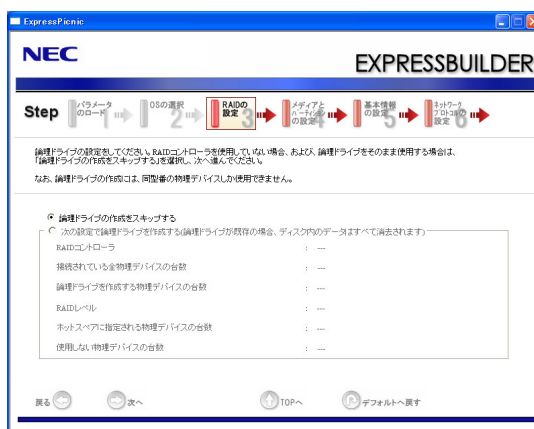 ExpressPicnic
NEC
EXPRESSBUILDER
Step
パラメータのロード 1
OSの選択 2
RAIDの設定 3
メディアとパーティションの設定 4
基本情報の設定 5
ネットワークプロトコルの設定 6
論理ドライブの設定をしてください。RAIDコントローラを使用していない場合、および、論理ドライブをそのまま使用する場合は、
「論理ドライブの作成をスキップする」を選択し、次へ進んでください。
なお、論理ドライブの作成には、同型番の物理デバイスしか使用できません。
論理ドライブの作成をスキップする
次の設定で論理ドライブを作成する(論理ドライブが既存の場合、ディスク内のデータはすべて消去されます)
RAIDコントローラ : ---
接続されている全物理デバイスの台数 : ---
論理ドライブを作成する物理デバイスの台数 : ---
RAIDレベル : ---
ホットスペアに指定される物理デバイスの台数 : ---
使用しない物理デバイスの台数 : ---
戻る 次へ TOPへ デフォルトへ戻す